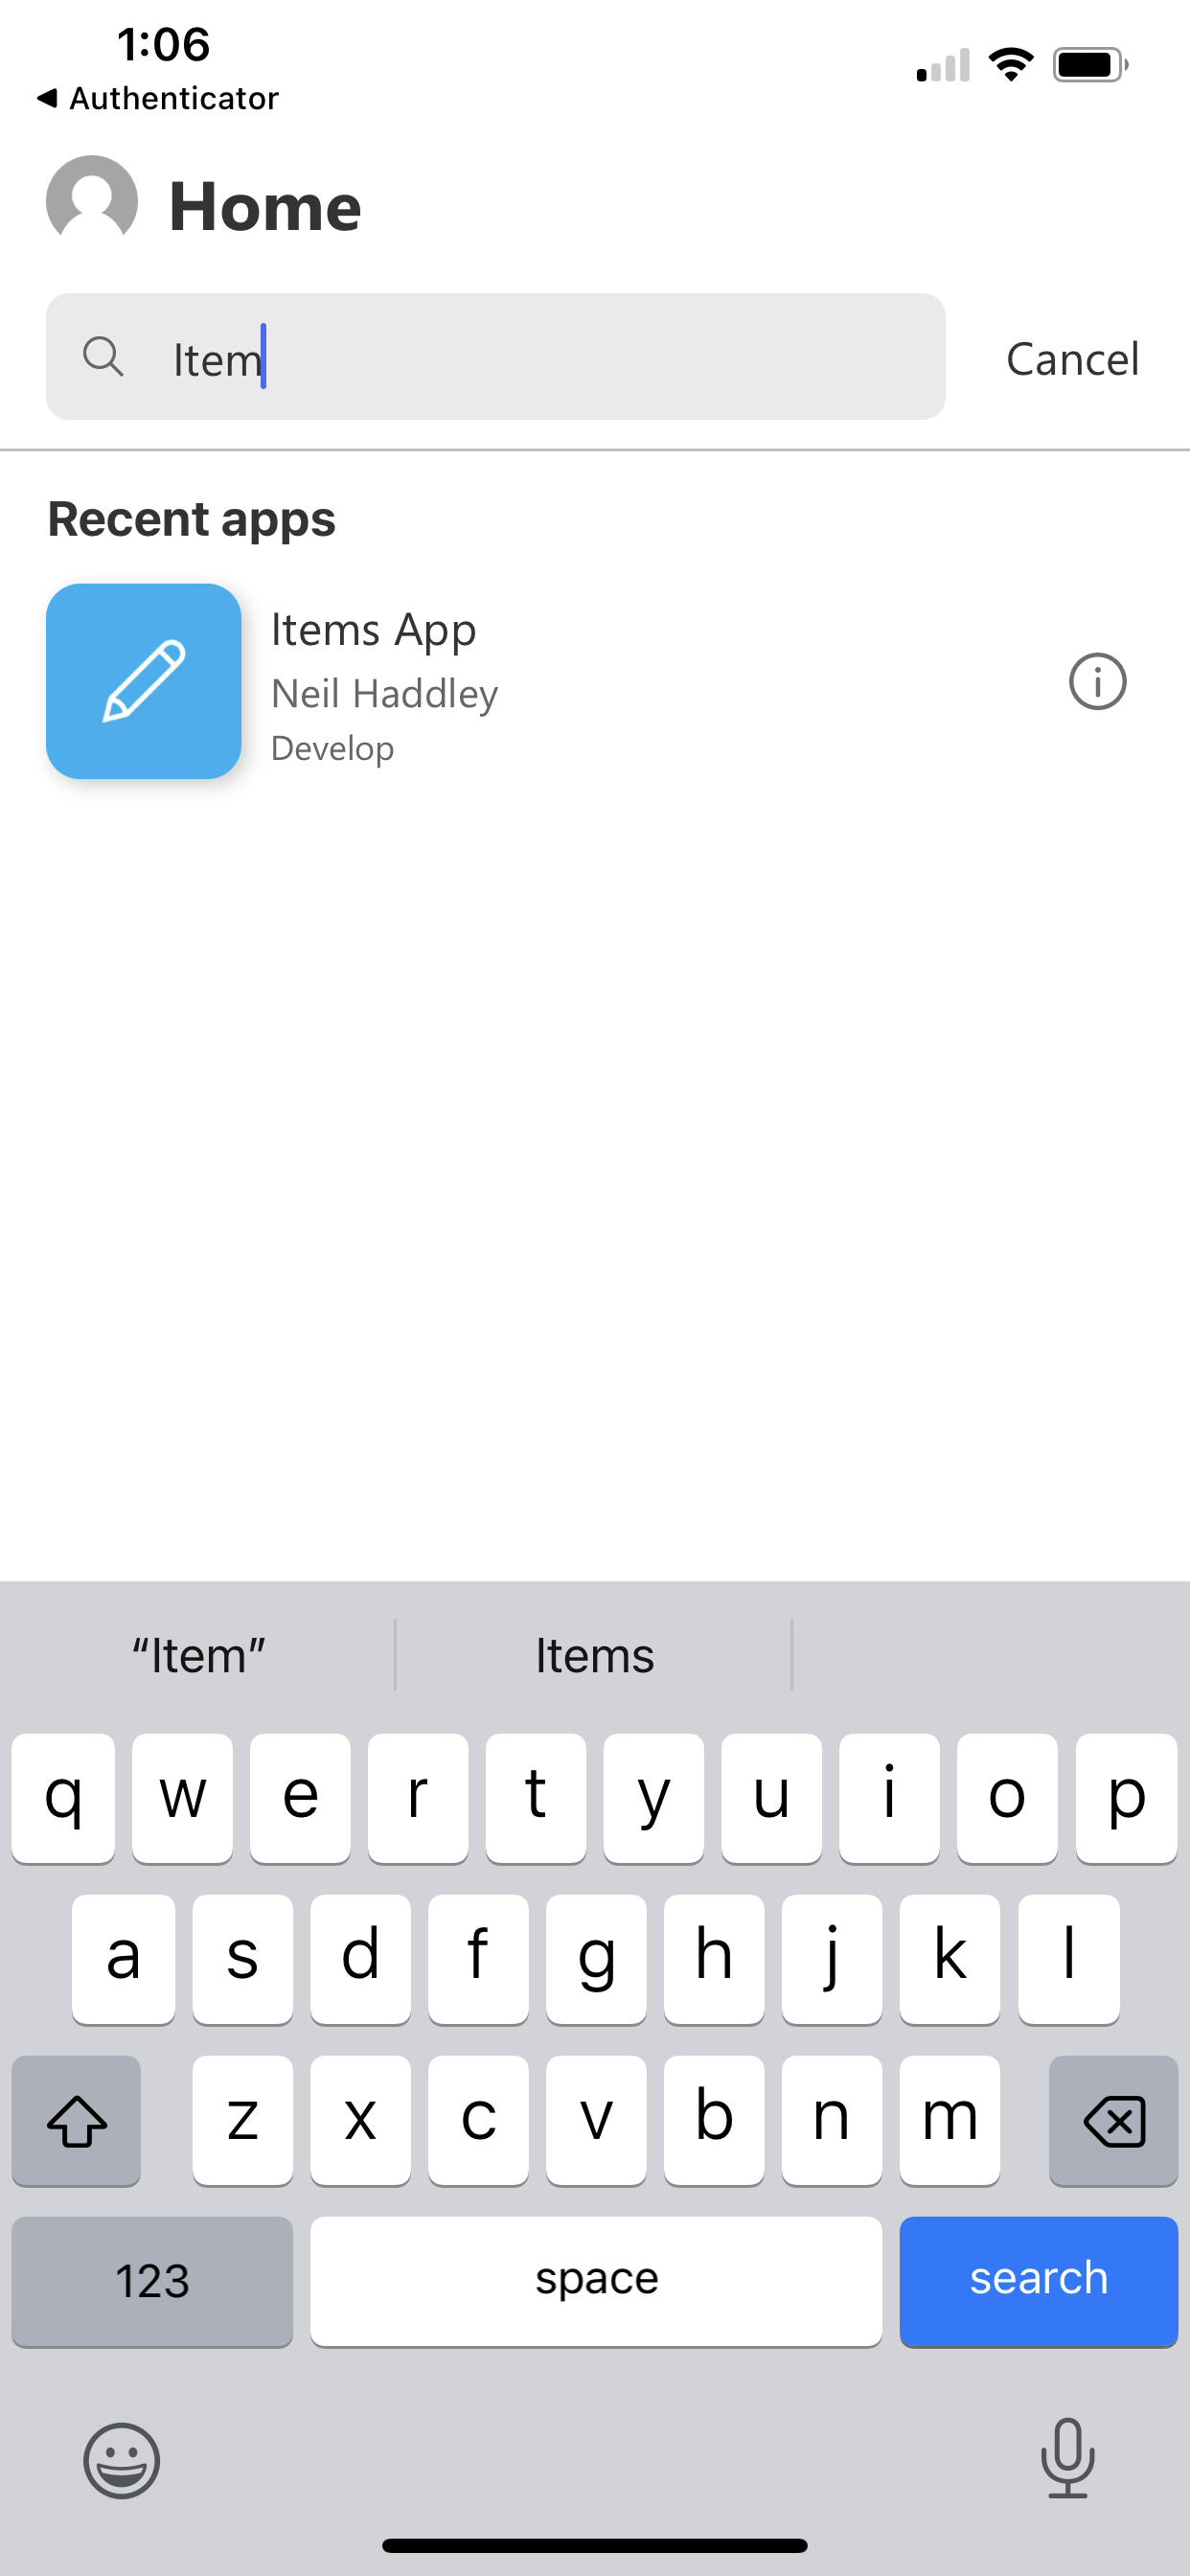 1:06
◀ Authenticator
Home
Item
Cancel
Recent apps
Items App
Neil Haddley
Develop
“Item”
Items
q w e r t y u i o p
a s d f g h j k l
z x c v b n m
123
space
search